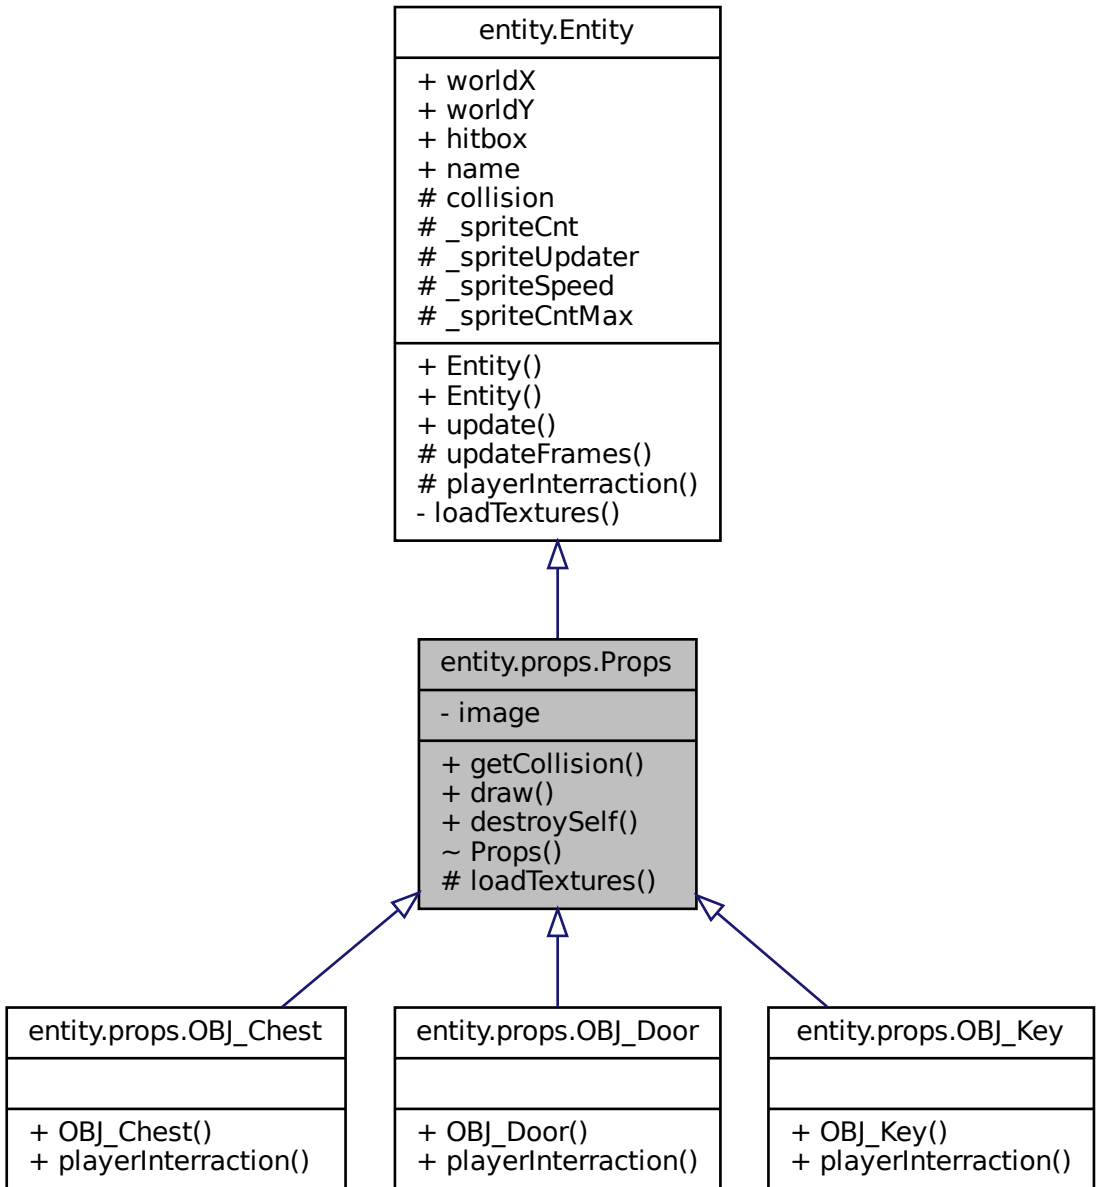 entity.Entity
+ worldX
+ worldY
+ hitbox
+ name
# collision
# _spriteCnt
# _spriteUpdater
# _spriteSpeed
# _spriteCntMax
+ Entity()
+ Entity()
+ update()
# updateFrames()
# playerInterraction()
- loadTextures()
entity.props.Props
- image
+ getCollision()
+ draw()
+ destroySelf()
~ Props()
# loadTextures()
entity.props.OBJ_Chest
+ OBJ_Chest()
+ playerInterraction()
entity.props.OBJ_Door
+ OBJ_Door()
+ playerInterraction()
entity.props.OBJ_Key
+ OBJ_Key()
+ playerInterraction()